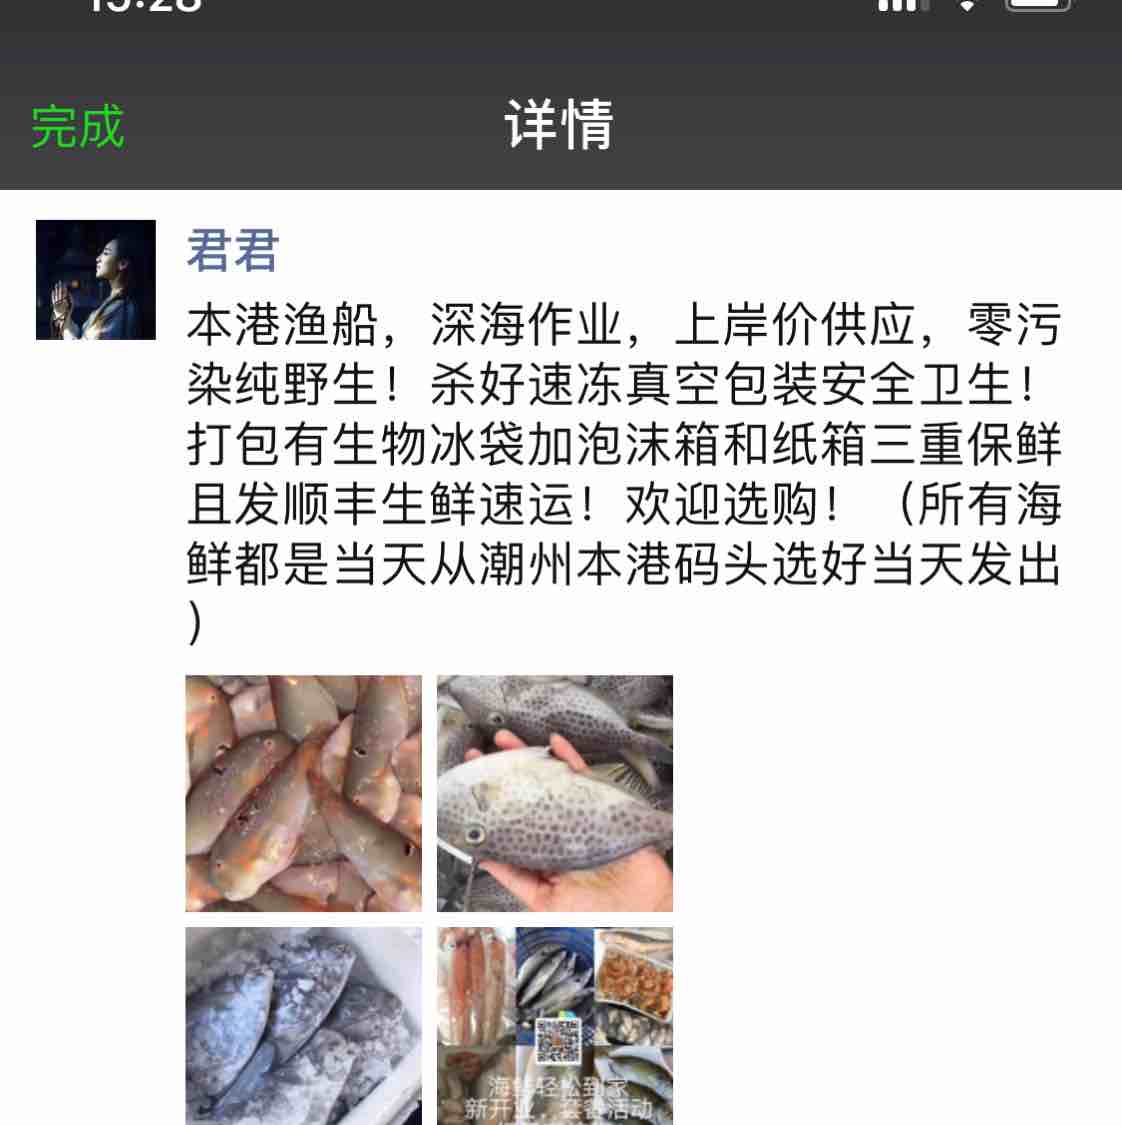 完成
详情
君君
本港渔船，深海作业，上岸价供应，零污
染纯野生！杀好速冻真空包装安全卫生！
打包有生物冰袋加泡沫箱和纸箱三重保鲜
且发顺丰生鲜速运！欢迎选购！（所有海
鲜都是当天从潮州本港码头选好当天发出
）
海鲜轻松到家
新开业，套餐活动